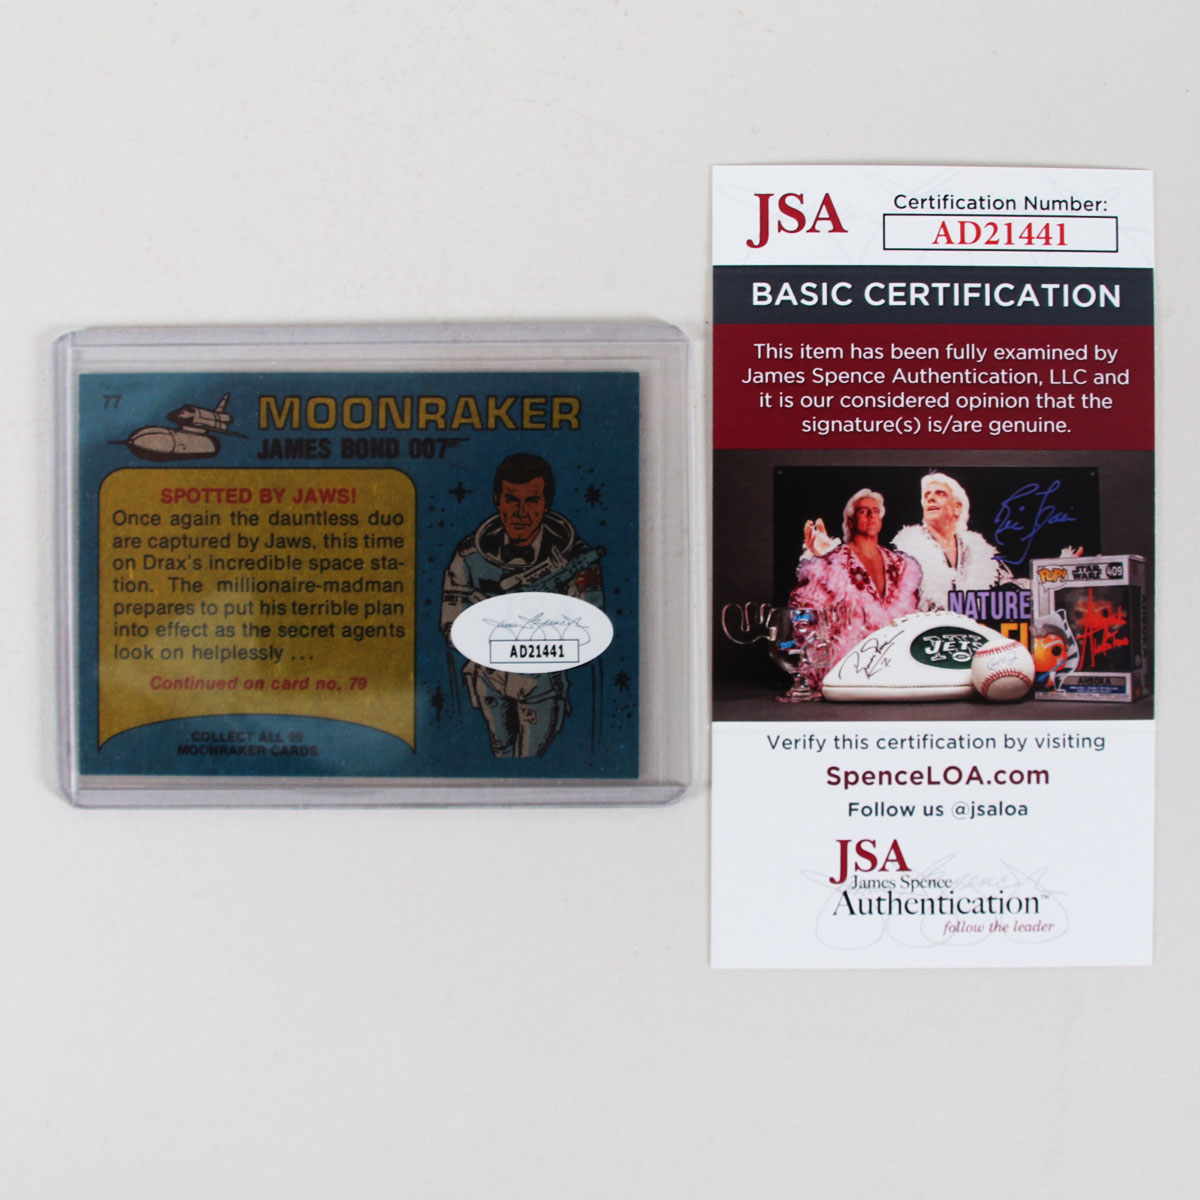 77
MOONRAKER
JAMES BOND 007
SPOTTED BY JAWS!
Once again the dauntless duo
are captured by Jaws, this time
on Drax's incredible space sta-
tion. The millionaire-madman
prepares to put his terrible plan
into effect as the secret agents
look on helplessly ...
Continued on card no. 79
COLLECT ALL 99
MOONRAKER CARDS
AD21441
JSA
Certification Number:
AD21441
BASIC CERTIFICATION
This item has been fully examined by
James Spence Authentication, LLC and
it is our considered opinion that the
signature(s) is/are genuine.
NATURE
JETS
POP!
STAR
WARS
409
AHSOKA
Verify this certification by visiting
SpenceLOA.com
Follow us @jsaloa
JSA
James Spence
Authentication™
follow the leader